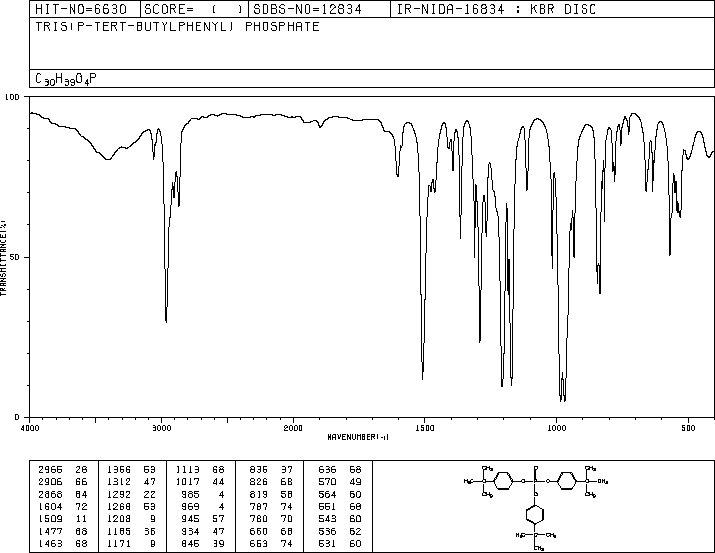 HIT-NO=6630 SCORE= ( ) SDBS-NO=12834 IR-NIDA-16834 : KBR DISC
TRIS(P-TERT-BUTYLPHENYL) PHOSPHATE
C30H39O4P
100
50
0
TRANSMITTANCE(%)
4000 3000 2000 1500 1000 500
WAVENUMBER(-1)
2966 28 1366 53 1113 68 836 37 636 68
2906 66 1312 47 1017 44 826 68 570 49
2868 64 1292 22 985 4 819 58 564 60
1604 72 1268 53 969 4 787 74 551 68
1509 11 1208 9 945 57 780 70 543 60
1477 68 1185 36 934 47 660 68 536 62
1463 68 1171 9 845 39 653 74 531 60